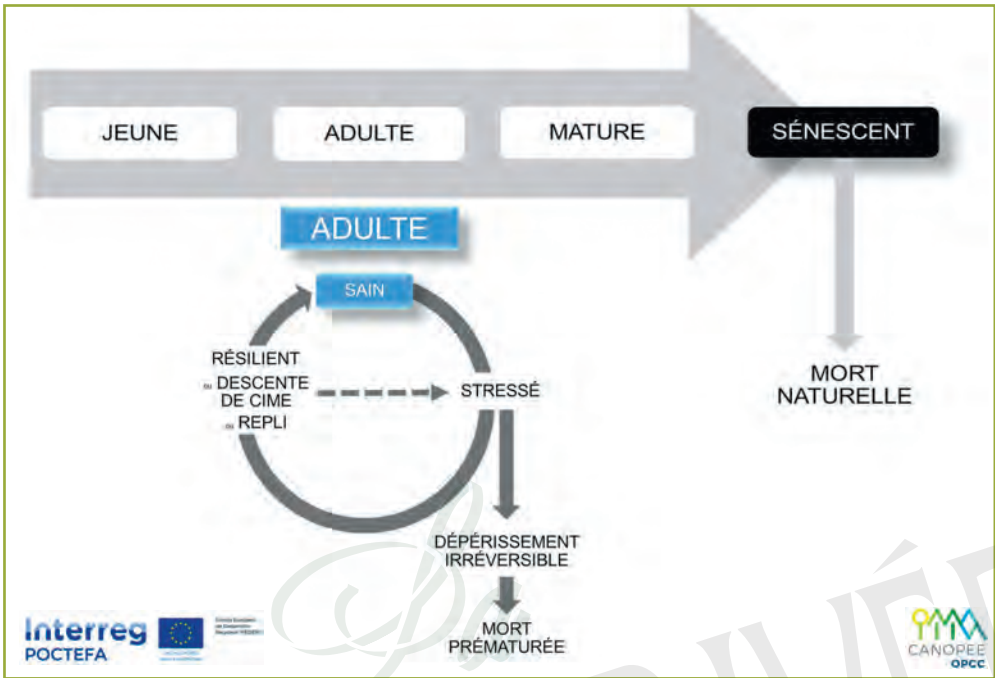 JEUNE
ADULTE
MATURE
SÉNESCENT
ADULTE
SAIN
RÉSILIENT
ou DESCENTE
DE CIME
ou REPLI
STRESSÉ
MORT
NATURELLE
DÉPÉRISSEMENT
IRRÉVERSIBLE
MORT
PRÉMATURÉE
Interreg
POCTEFA
CANOPEE
OPCC